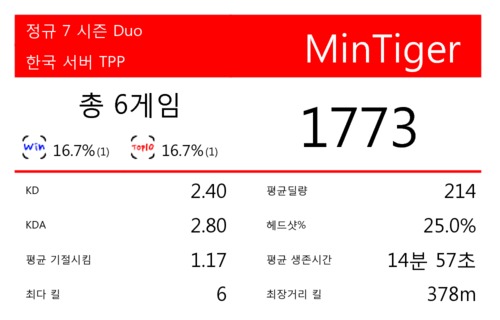 정규 7 시즌 Duo
한국 서버 TPP
MinTiger
총 6게임
1773
Win 16.7%(1) Top10 16.7%(1)
KD 2.40 평균딜량 214
KDA 2.80 헤드샷% 25.0%
평균 기절시킴 1.17 평균 생존시간 14분 57초
최다 킬 6 최장거리 킬 378m